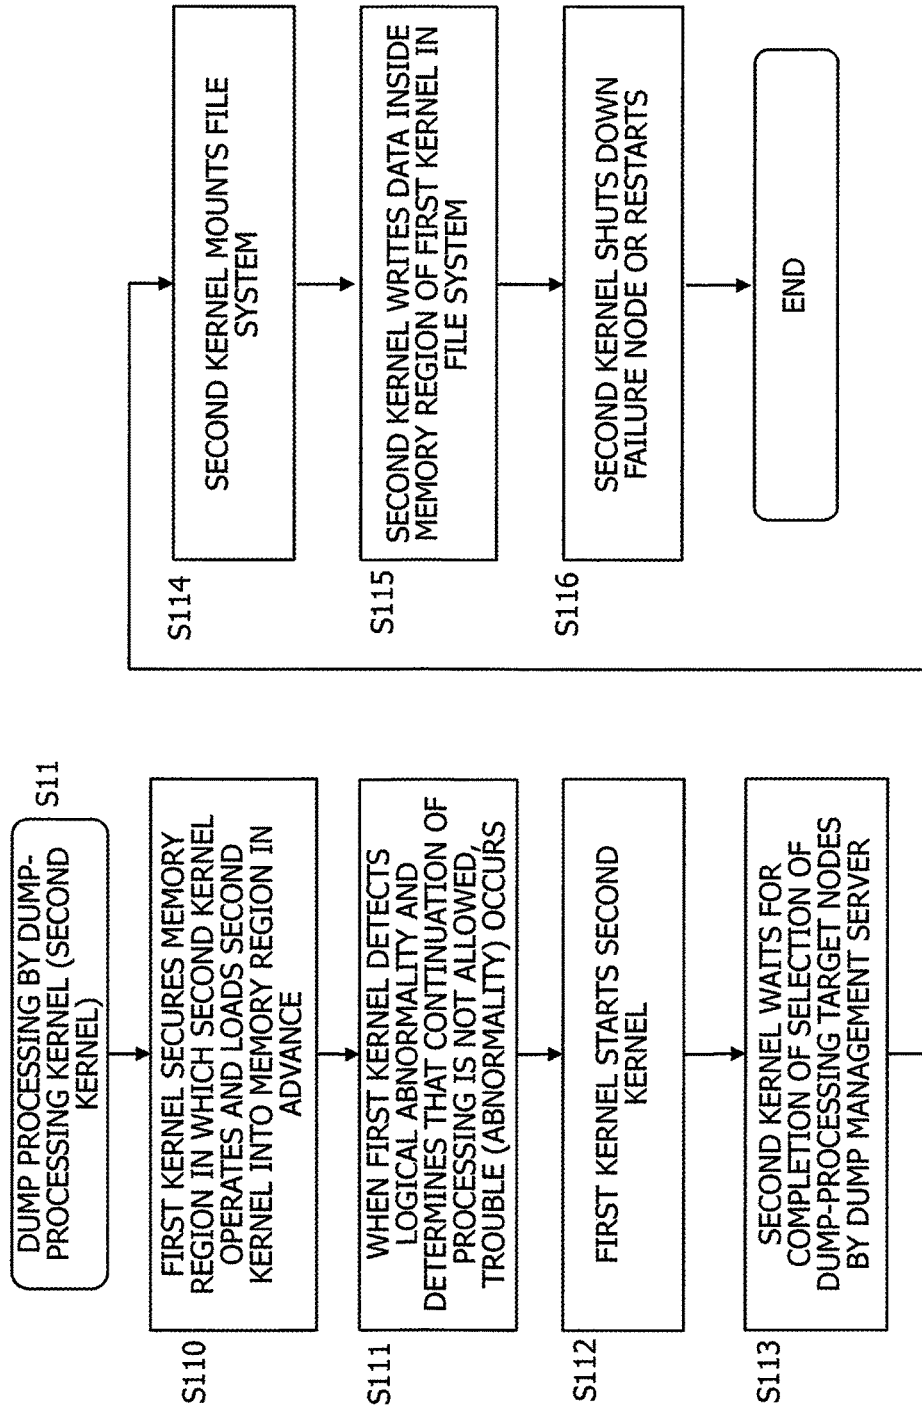 DUMP PROCESSING BY DUMP-
PROCESSING KERNEL (SECOND
KERNEL)
S11
S110
FIRST KERNEL SECURES MEMORY
REGION IN WHICH SECOND KERNEL
OPERATES AND LOADS SECOND
KERNEL INTO MEMORY REGION IN
ADVANCE
S111
WHEN FIRST KERNEL DETECTS
LOGICAL ABNORMALITY AND
DETERMINES THAT CONTINUATION OF
PROCESSING IS NOT ALLOWED,
TROUBLE (ABNORMALITY) OCCURS
S112
FIRST KERNEL STARTS SECOND
KERNEL
S113
SECOND KERNEL WAITS FOR
COMPLETION OF SELECTION OF
DUMP-PROCESSING TARGET NODES
BY DUMP MANAGEMENT SERVER
S114
SECOND KERNEL MOUNTS FILE
SYSTEM
S115
SECOND KERNEL WRITES DATA INSIDE
MEMORY REGION OF FIRST KERNEL IN
FILE SYSTEM
S116
SECOND KERNEL SHUTS DOWN
FAILURE NODE OR RESTARTS
END